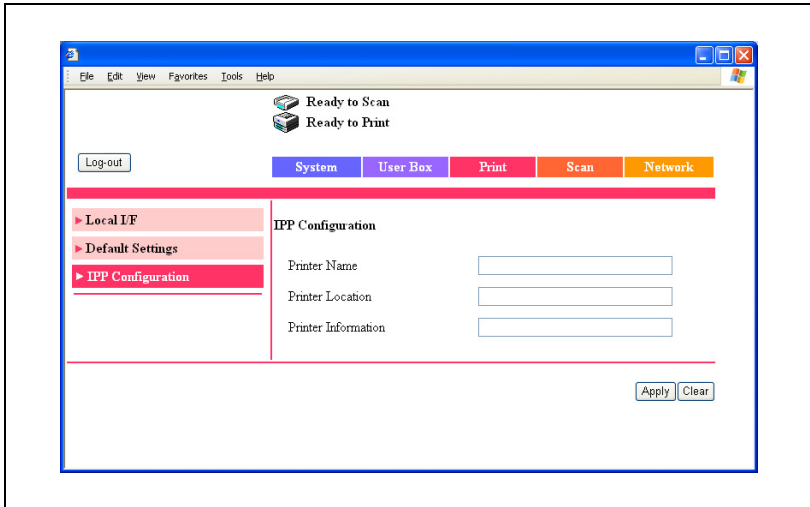 File Edit View Favorites Tools Help
Ready to Scan
Ready to Print
Log-out
System User Box Print Scan Network
Local I/F
Default Settings
IPP Configuration
IPP Configuration
Printer Name
Printer Location
Printer Information
Apply Clear